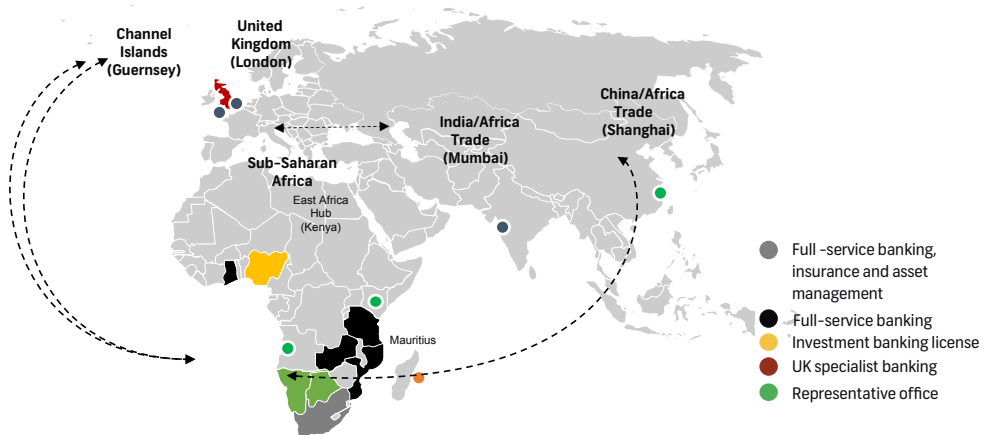 Channel
Islands
(Guernsey)
United
Kingdom
(London)
China/Africa
Trade
(Shanghai)
India/Africa
Trade
(Mumbai)
Sub-Saharan
Africa
East Africa
Hub
(Kenya)
Mauritius
Full -service banking,
insurance and asset
management
Full-service banking
Investment banking license
UK specialist banking
Representative office